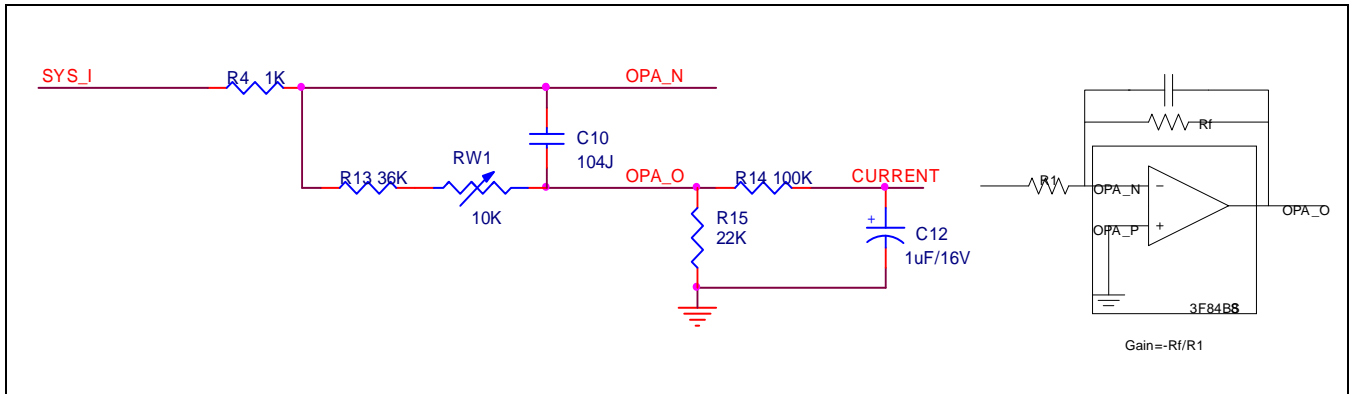 SYS_I
R4 1K
OPA_N
C10
104J
RW1
R13 36K
10K
OPA_O
R14 100K
CURRENT
R15
22K
C12
+
1uF/16V
Rf
R1
OPA_N
−
OPA_P
+
OPA_O
3F84B8
Gain=-Rf/R1